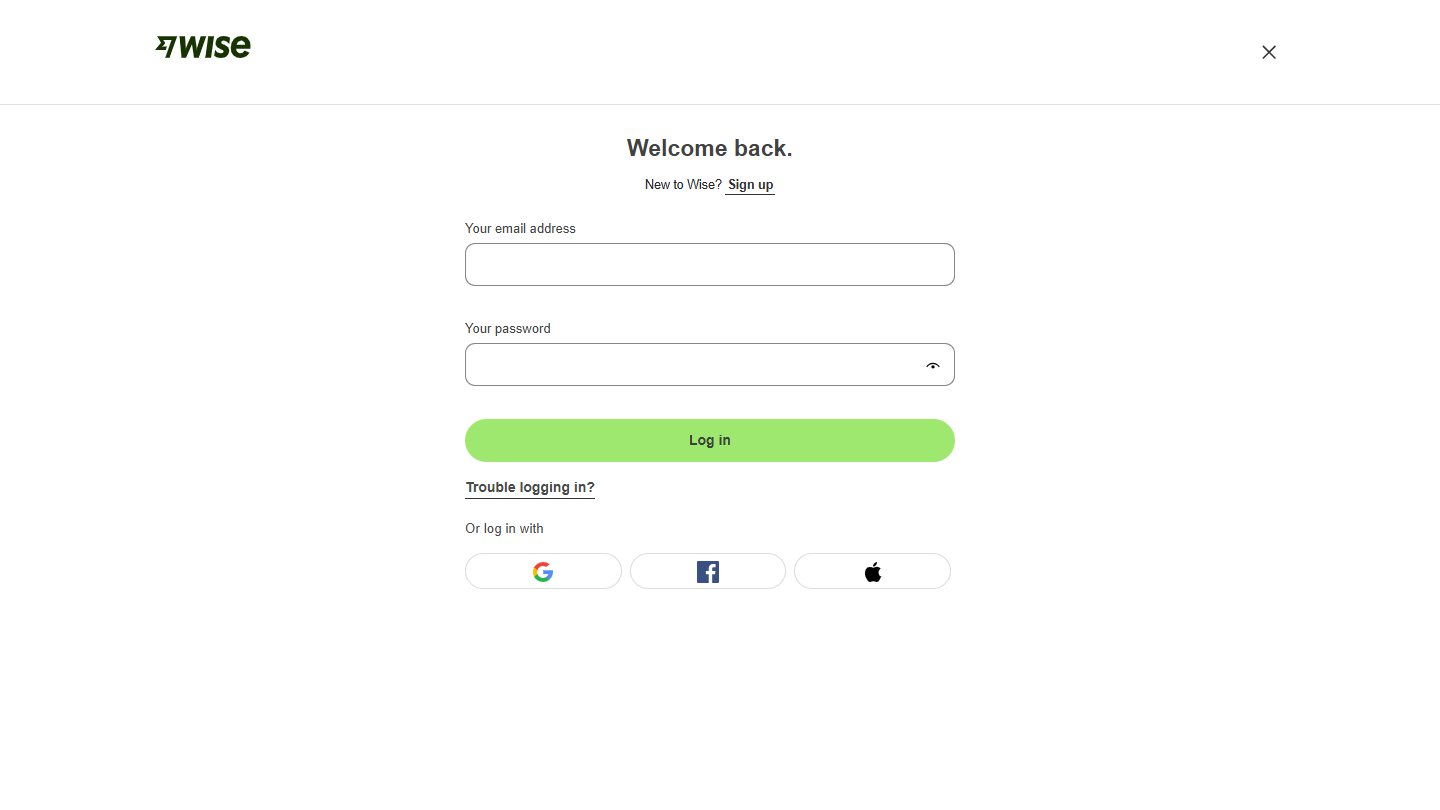 WISE
Welcome back.
New to Wise? Sign up
Your email address
Your password
Log in
Trouble logging in?
Or log in with